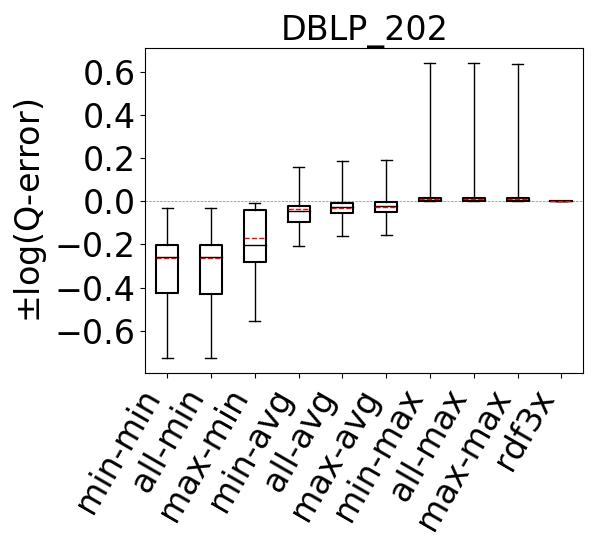 DBLP_202
±log(Q-error)
0.6
0.4
0.2
0.0
−0.2
−0.4
−0.6
min-min
all-min
max-min
min-avg
all-avg
max-avg
min-max
all-max
max-max
rdf3x